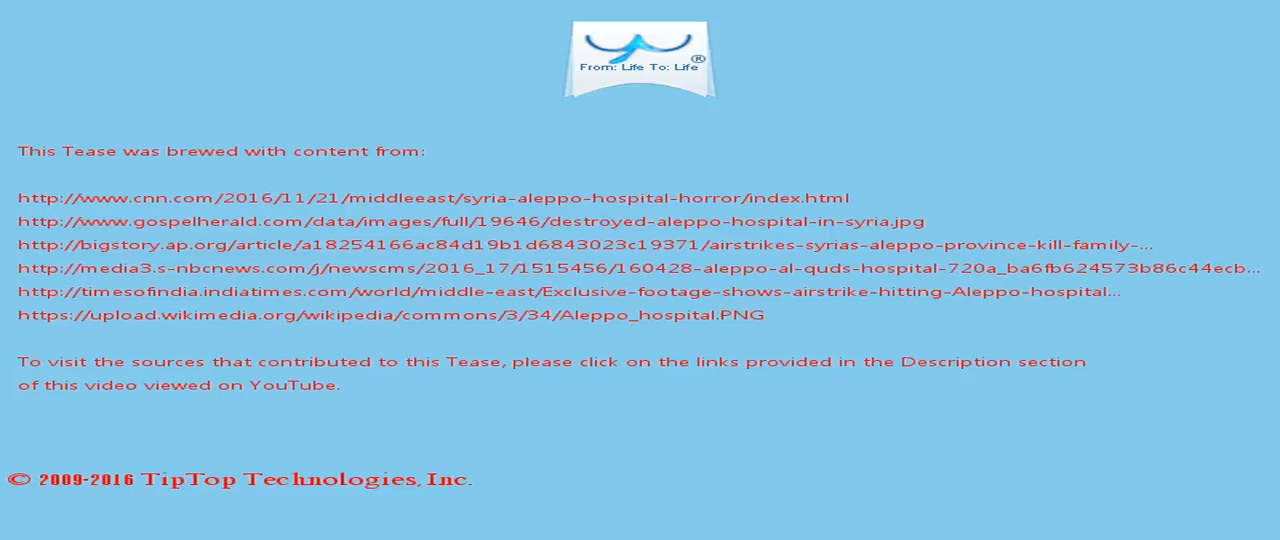 From: Life To: Life®
This Tease was brewed with content from:
http://www.cnn.com/2016/11/21/middleeast/syria-aleppo-hospital-horror/index.html
http://www.gospelherald.com/data/images/full/19646/destroyed-aleppo-hospital-in-syria.jpg
http://bigstory.ap.org/article/a18254166ac84d19b1d6843023c19371/airstrikes-syrias-aleppo-province-kill-family-...
http://media3.s-nbcnews.com/j/newscms/2016_17/1515456/160428-aleppo-al-quds-hospital-720a_ba6fb624573b86c44ecb...
http://timesofindia.indiatimes.com/world/middle-east/Exclusive-footage-shows-airstrike-hitting-Aleppo-hospital...
https://upload.wikimedia.org/wikipedia/commons/3/34/Aleppo_hospital.PNG
To visit the sources that contributed to this Tease, please click on the links provided in the Description section
of this video viewed on YouTube.
© 2009-2016 TipTop Technologies, Inc.